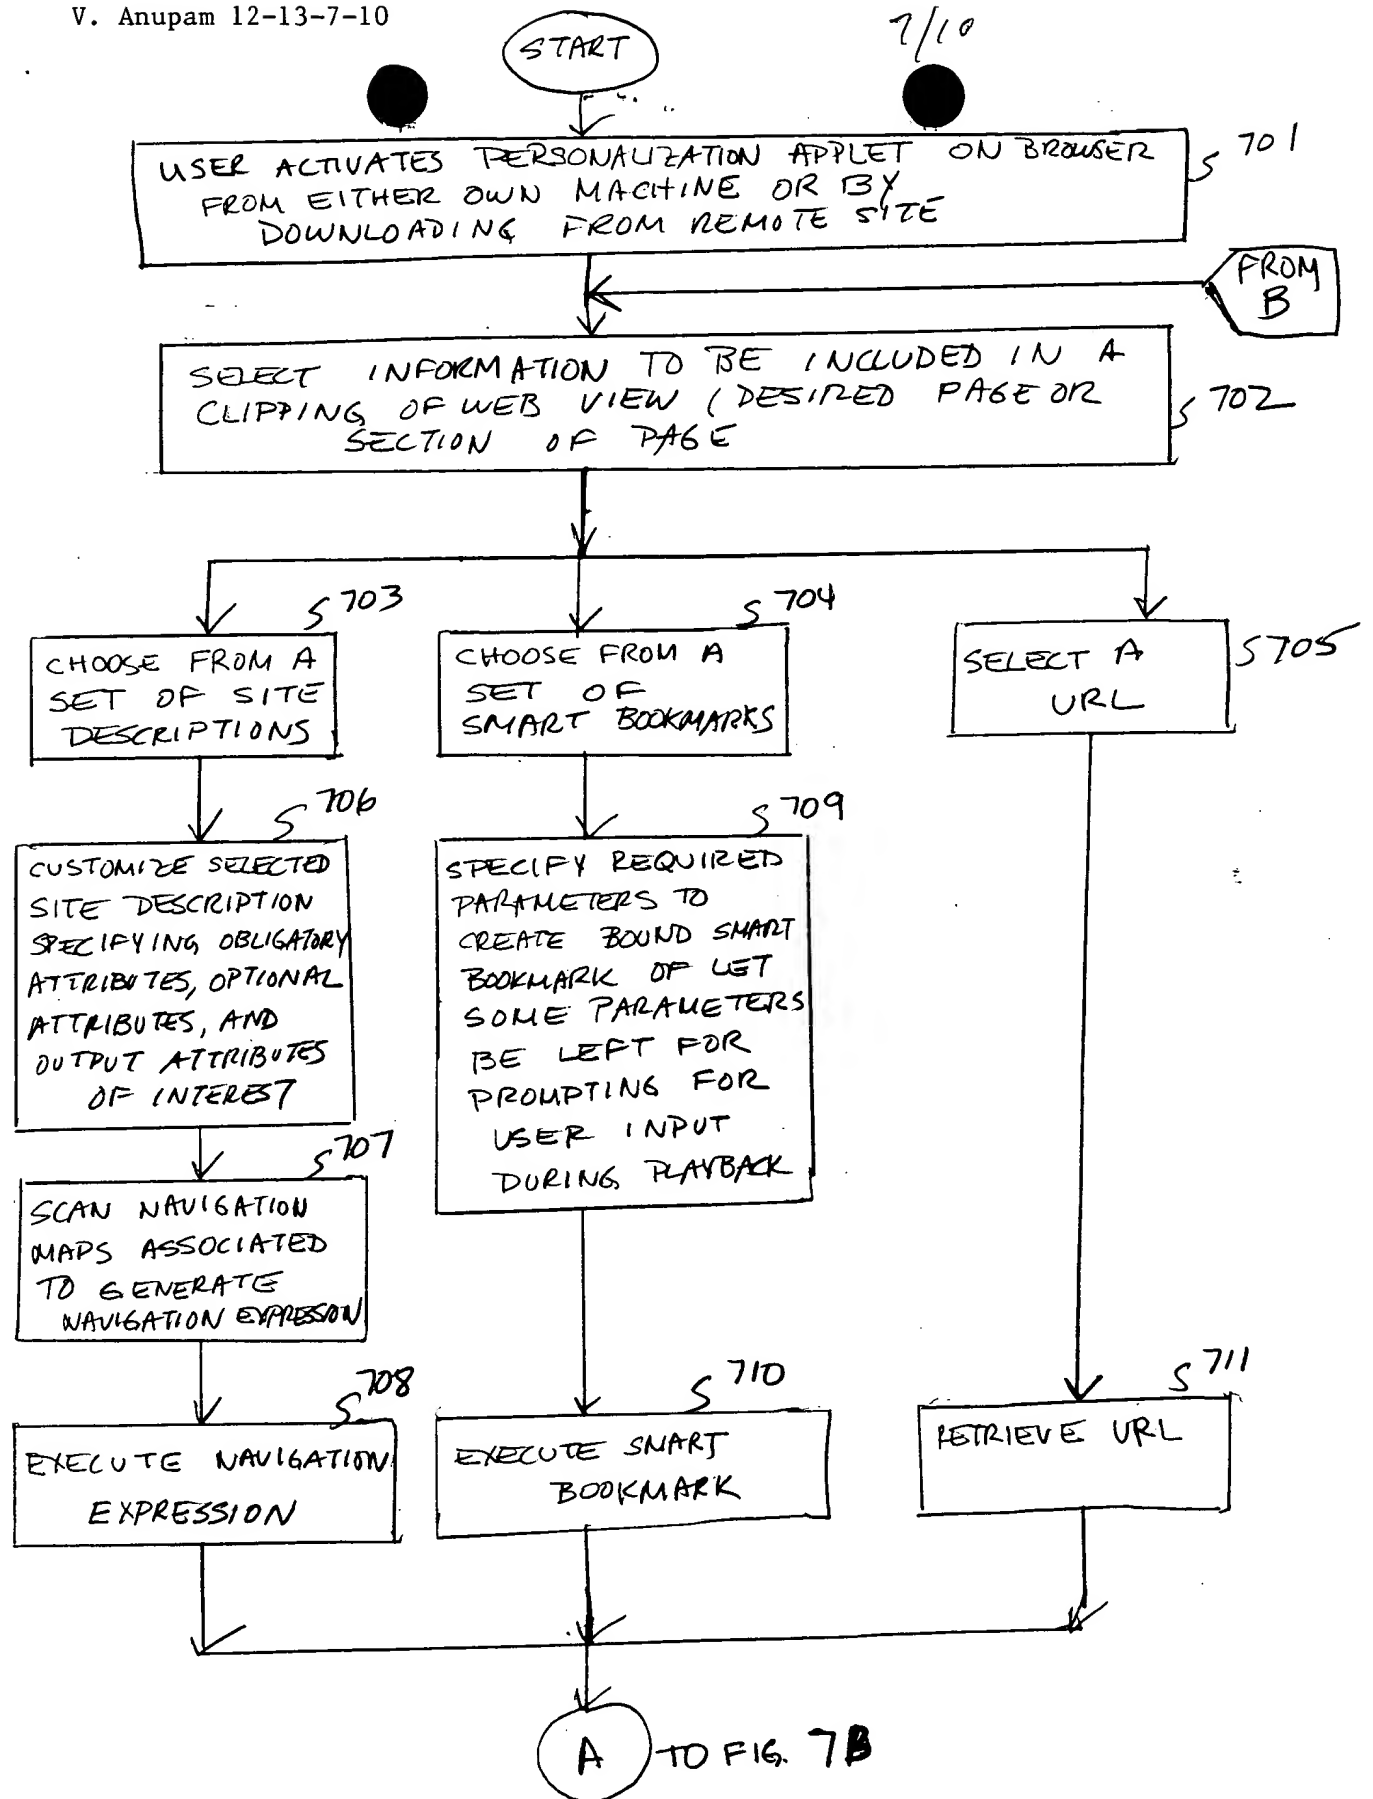 V. Anupam 12-13-7-10
7/10
START
USER ACTIVATES PERSONALIZATION APPLET ON BROWSER
FROM EITHER OWN MACHINE OR BY
DOWNLOADING FROM REMOTE SITE
701
FROM
B
SELECT INFORMATION TO BE INCLUDED IN A
CLIPPING OF WEB VIEW (DESIRED PAGE OR
SECTION OF PAGE
702
703
CHOOSE FROM A
SET OF SITE
DESCRIPTIONS
704
CHOOSE FROM A
SET OF
SMART BOOKMARKS
705
SELECT A
URL
706
CUSTOMIZE SELECTED
SITE DESCRIPTION
SPECIFYING OBLIGATORY
ATTRIBUTES, OPTIONAL
ATTRIBUTES, AND
OUTPUT ATTRIBUTES
OF INTEREST
709
SPECIFY REQUIRED
PARAMETERS TO
CREATE BOUND SMART
BOOKMARK OF LET
SOME PARAMETERS
BE LEFT FOR
PROMPTING FOR
USER INPUT
DURING PLAYBACK
707
SCAN NAVIGATION
MAPS ASSOCIATED
TO GENERATE
NAVIGATION EXPRESSION
708
EXECUTE NAVIGATION
EXPRESSION
710
EXECUTE SMART
BOOKMARK
711
RETRIEVE URL
A TO FIG. 7B